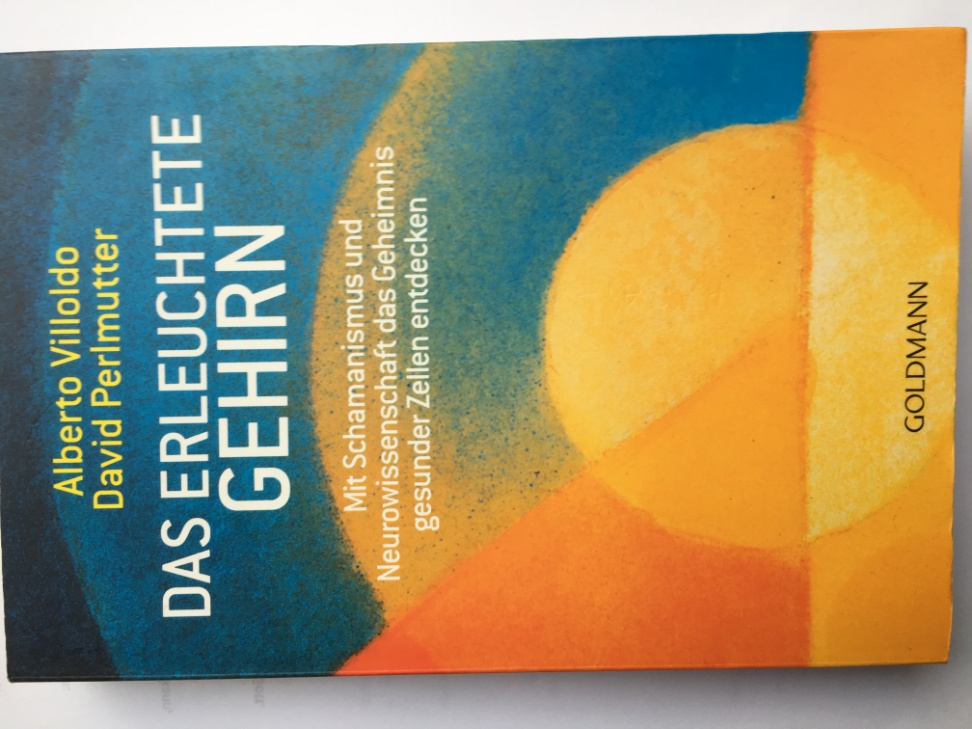 Alberto Villoldo
David Perlmutter
DAS ERLEUCHTETE
GEHIRN
Mit Schamanismus und
Neurowissenschaft das Geheimnis
gesunder Zellen entdecken
GOLDMANN